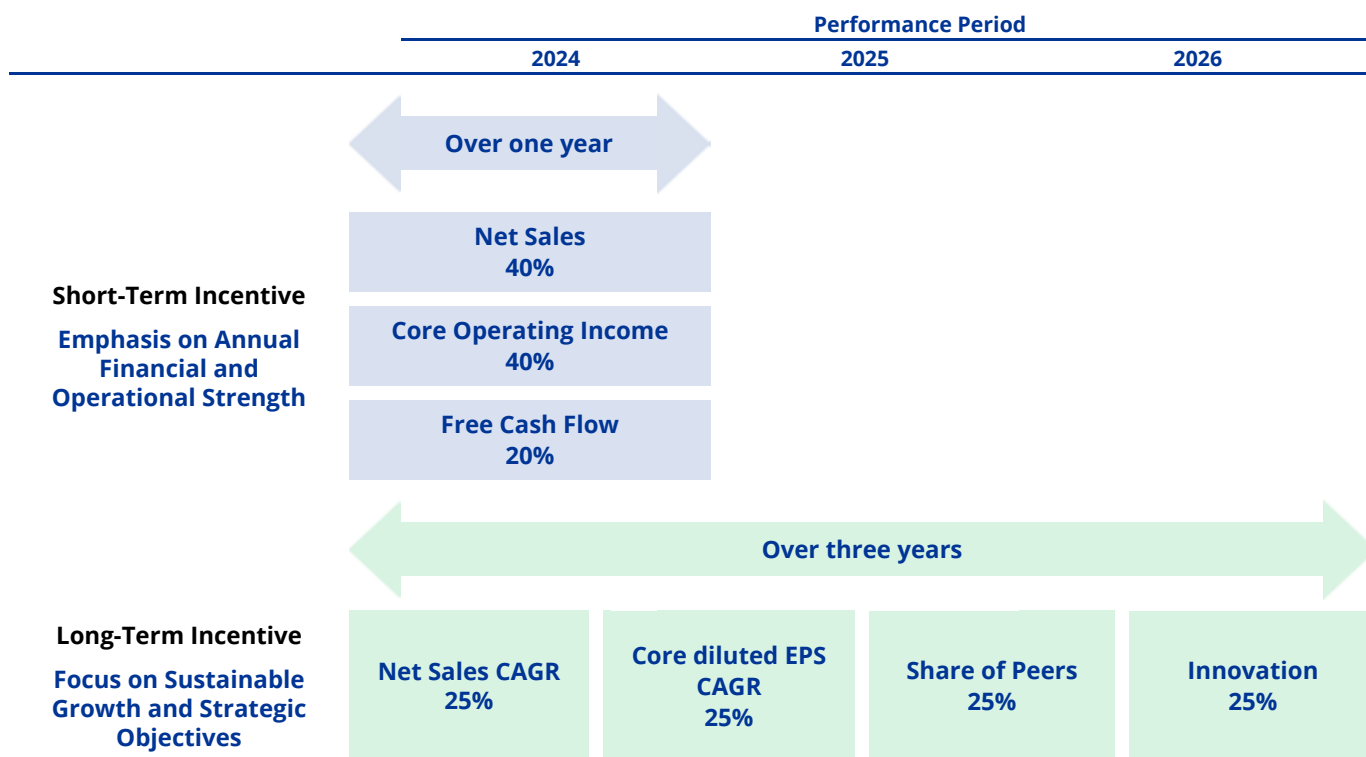 Performance Period
2024 2025 2026
Over one year
Net Sales
40%
Short-Term Incentive
Emphasis on Annual
Financial and
Operational Strength
Core Operating Income
40%
Free Cash Flow
20%
Over three years
Long-Term Incentive
Focus on Sustainable
Growth and Strategic
Objectives
Net Sales CAGR
25%
Core diluted EPS
CAGR
25%
Share of Peers
25%
Innovation
25%